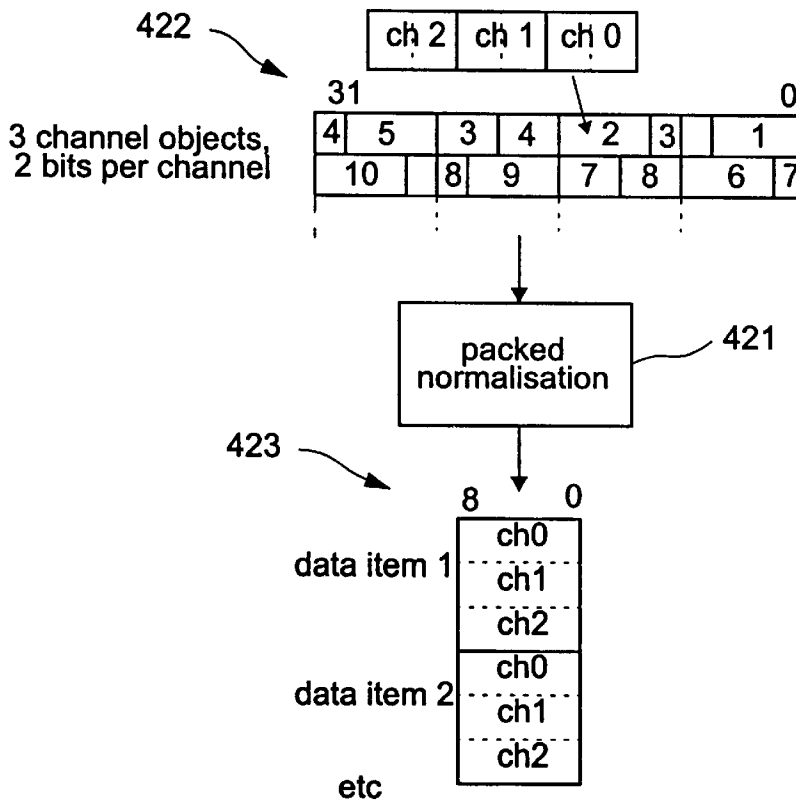 422
ch 2 ch 1 ch 0
31 0
3 channel objects,
2 bits per channel
4 5 3 4 2 3 1
10 8 9 7 8 6 7
packed
normalisation
421
423
8 0
data item 1
ch0
ch1
ch2
data item 2
ch0
ch1
ch2
etc